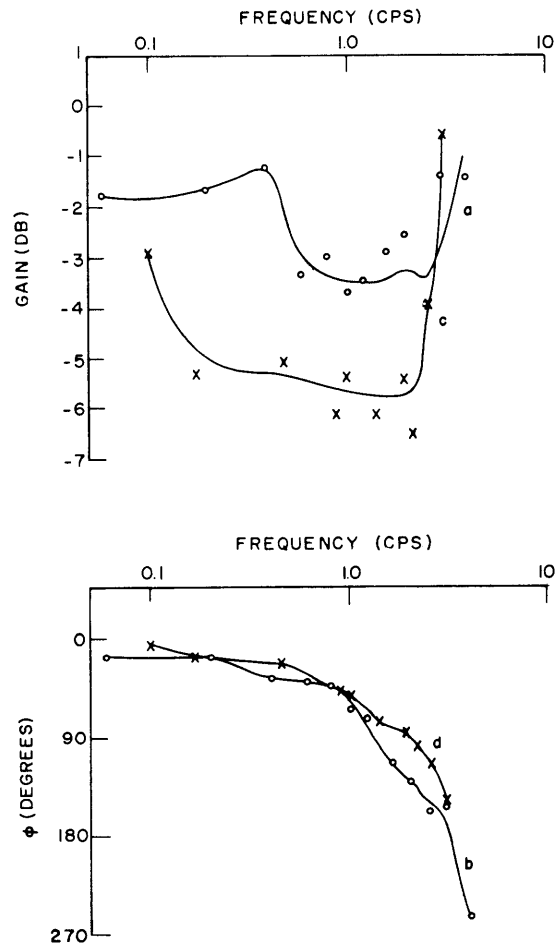 FREQUENCY (CPS)
0.1 1.0 10
1
0
-1
-2
-3
-4
-5
-6
-7
GAIN (DB)
a
c
FREQUENCY (CPS)
0.1 1.0 10
0
90
180
270
φ (DEGREES)
d
b